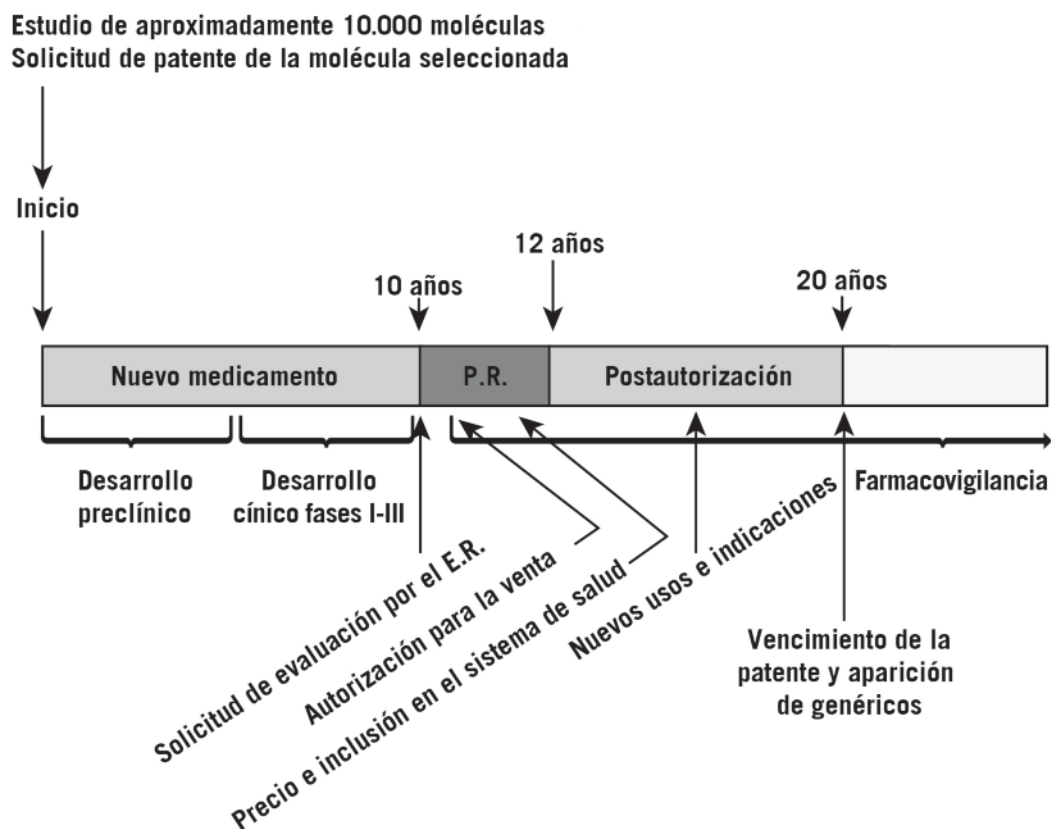 Estudio de aproximadamente 10.000 moléculas
Solicitud de patente de la molécula seleccionada
Inicio
10 años
12 años
20 años
Nuevo medicamento
P.R.
Postautorización
Desarrollo
preclínico
Desarrollo
cínico fases I-III
Farmacovigilancia
Solicitud de evaluación por el E.R.
Autorización para la venta
Precio e inclusión en el sistema de salud
Nuevos usos e indicaciones
Vencimiento de la
patente y aparición
de genéricos